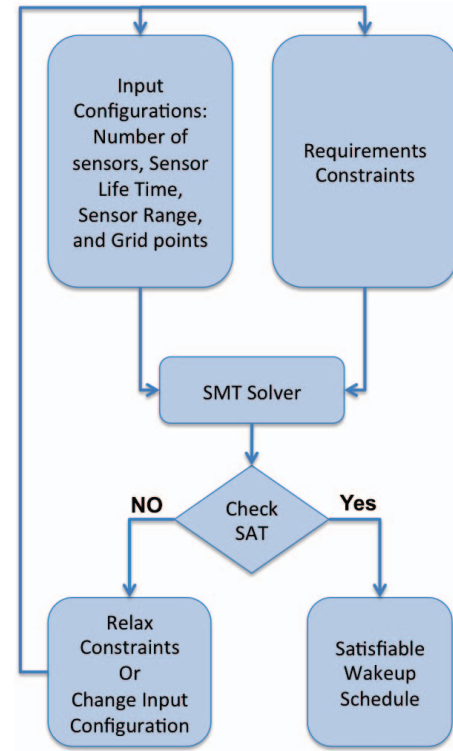 Input
Configurations:
Number of
sensors, Sensor
Life Time,
Sensor Range,
and Grid points
Requirements
Constraints
SMT Solver
Check
SAT
NO
Yes
Relax
Constraints
Or
Change Input
Configuration
Satisfiable
Wakeup
Schedule